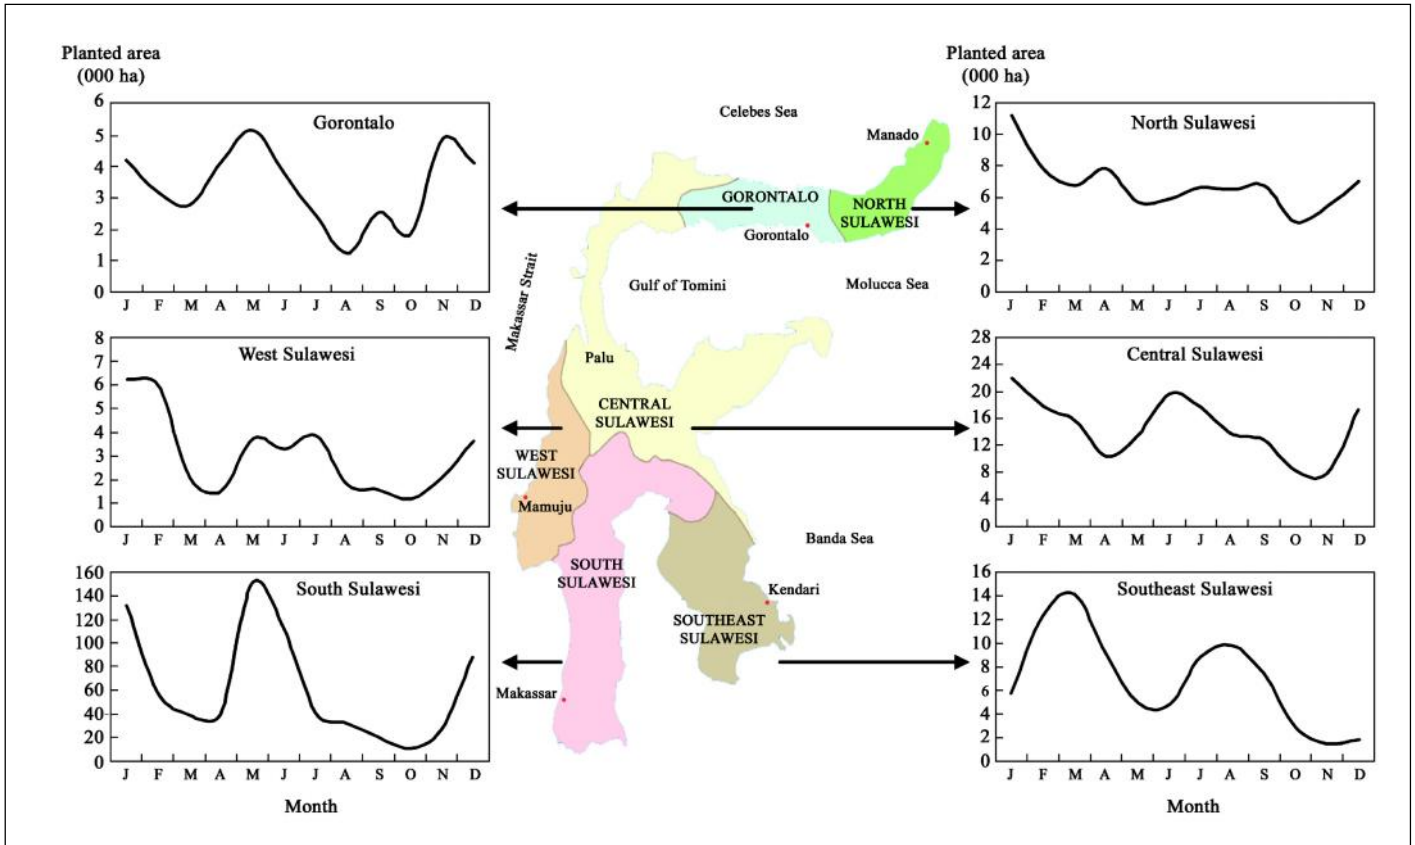 Planted area
(000 ha)
Gorontalo
6
5
4
3
2
1
0
J F M A M J J A S O N D
West Sulawesi
8
7
6
5
4
3
2
1
0
J F M A M J J A S O N D
South Sulawesi
160
140
120
100
80
60
40
20
0
J F M A M J J A S O N D
Month
Celebes Sea
Manado
GORONTALO
NORTH
SULAWESI
Gorontalo
Makassar Strait
Gulf of Tomini
Molucca Sea
Palu
CENTRAL
SULAWESI
WEST
SULAWESI
Mamuju
Banda Sea
SOUTH
SULAWESI
Kendari
SOUTHEAST
SULAWESI
Makassar
Planted area
(000 ha)
North Sulawesi
12
10
8
6
4
2
0
J F M A M J J A S O N D
Central Sulawesi
28
24
20
16
12
8
4
0
J F M A M J J A S O N D
Southeast Sulawesi
16
14
12
10
8
6
4
2
0
J F M A M J J A S O N D
Month